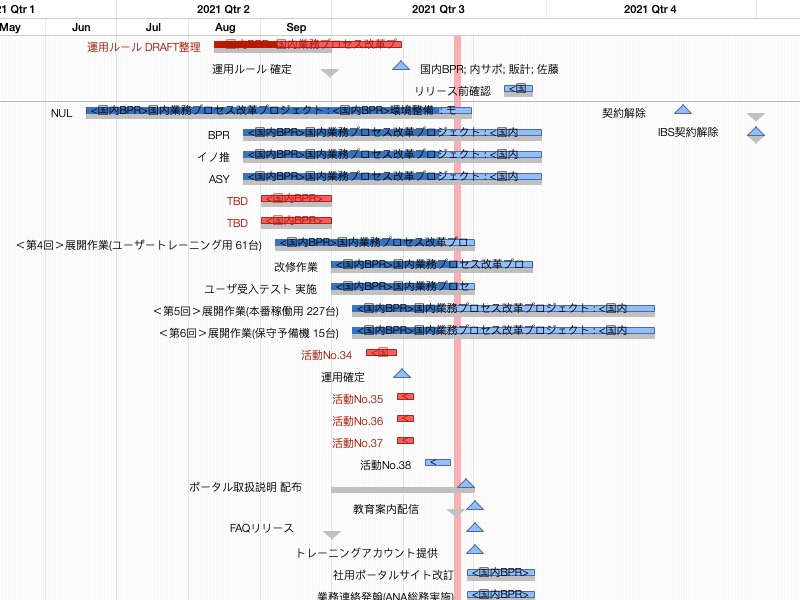 21 Qtr 1 2021 Qtr 2 2021 Qtr 3 2021 Qtr 4
May Jun Jul Aug Sep
運用ルール DRAFT整理 <国内BPR>国内業務プロセス改革プ
運用ルール 確定 国内BPR; 内サポ; 販計; 佐藤
リリース前確認 <国
NUL <国内BPR>国内業務プロセス改革プロジェクト : <国内BPR>環境整備 : モ 契約解除
BPR <国内BPR>国内業務プロセス改革プロジェクト : <国内 IBS契約解除
イノ推 <国内BPR>国内業務プロセス改革プロジェクト : <国内
ASY <国内BPR>国内業務プロセス改革プロジェクト : <国内
TBD <国内BPR>
TBD <国内BPR>
<第4回>展開作業(ユーザートレーニング用 61台) <国内BPR>国内業務プロセス改革プロ
改修作業 <国内BPR>国内業務プロセス改革プロ
ユーザ受入テスト 実施 <国内BPR>国内業務プロセ
<第5回>展開作業(本番稼働用 227台) <国内BPR>国内業務プロセス改革プロジェクト : <国内
<第6回>展開作業(保守予備機 15台) <国内BPR>国内業務プロセス改革プロジェクト : <国内
活動No.34 <国
運用確定
活動No.35 <
活動No.36 <
活動No.37 <
活動No.38 <
ポータル取扱説明 配布
教育案内配信
FAQリリース
トレーニングアカウント提供
社用ポータルサイト改訂 <国内BPR>
業務連絡発翰(ANA総務実施) <国内BPR>